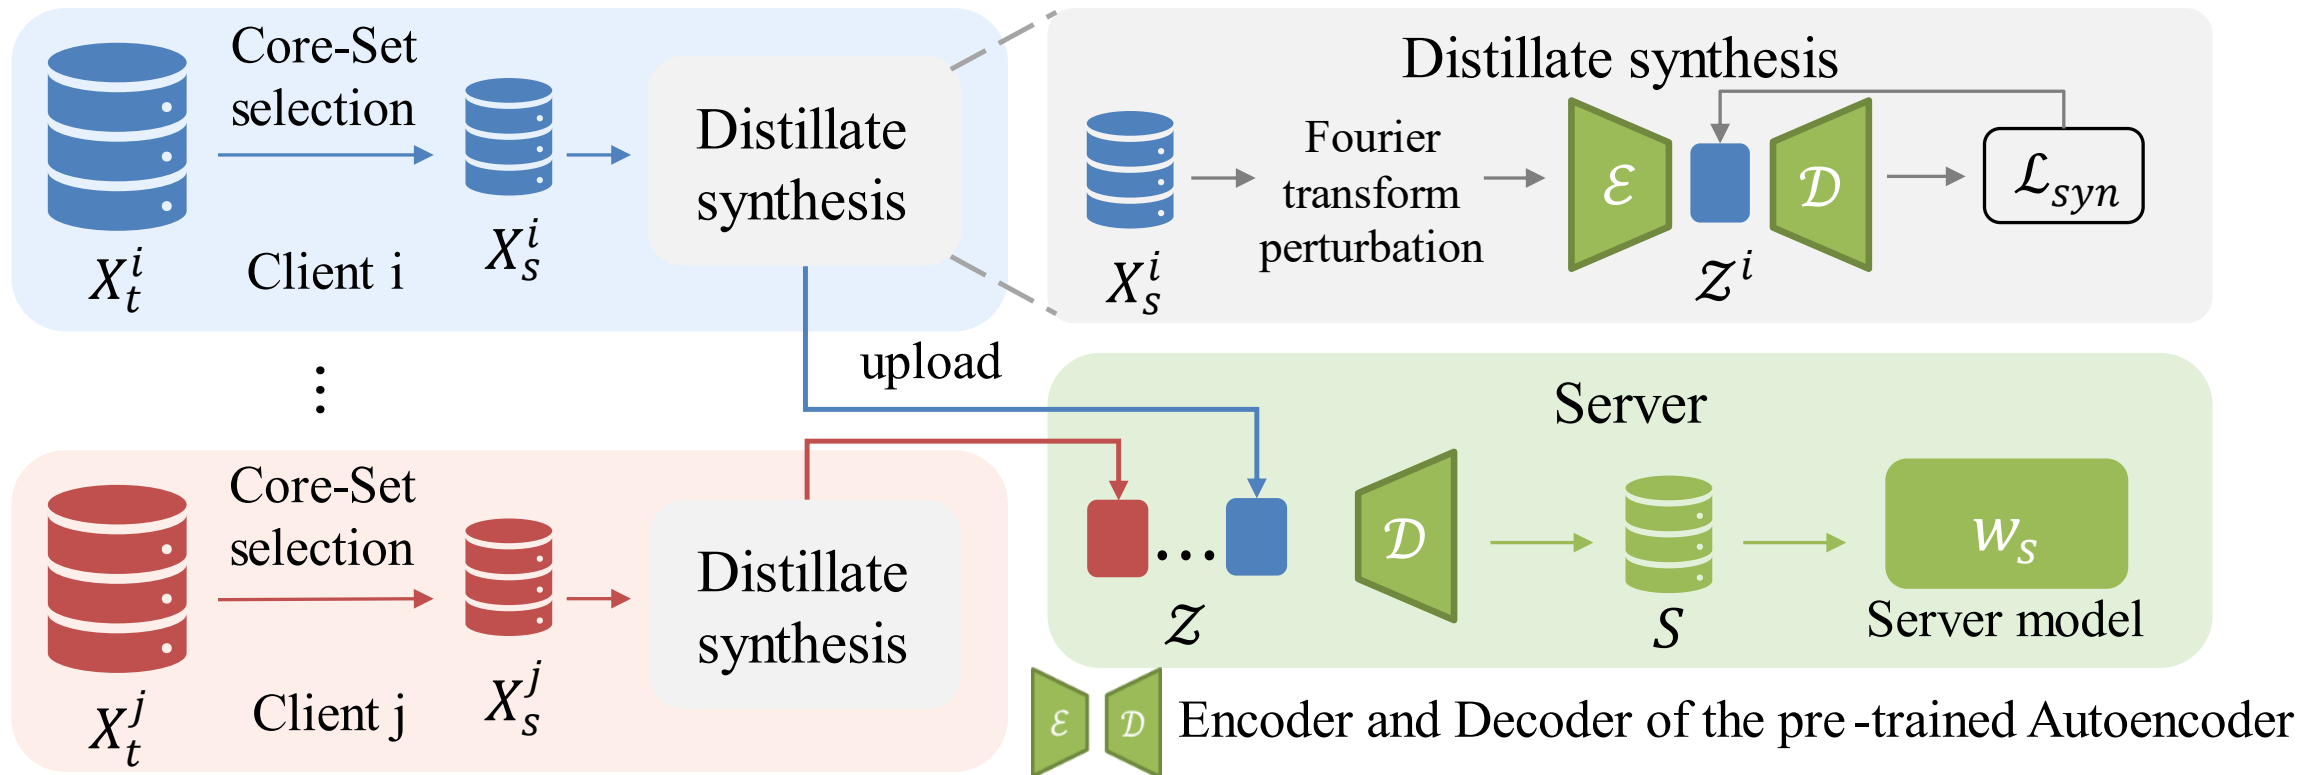 Core-Set
selection
Distillate
synthesis
X_t^i
Client i
X_s^i
Distillate synthesis
Fourier
transform
perturbation
ℰ
𝒟
ℒ_syn
X_s^i
𝒵^i
upload
⋮
Server
Core-Set
selection
Distillate
synthesis
X_t^j
Client j
X_s^j
...
𝒟
w_s
𝒵
S
Server model
ℰ
𝒟
Encoder and Decoder of the pre-trained Autoencoder